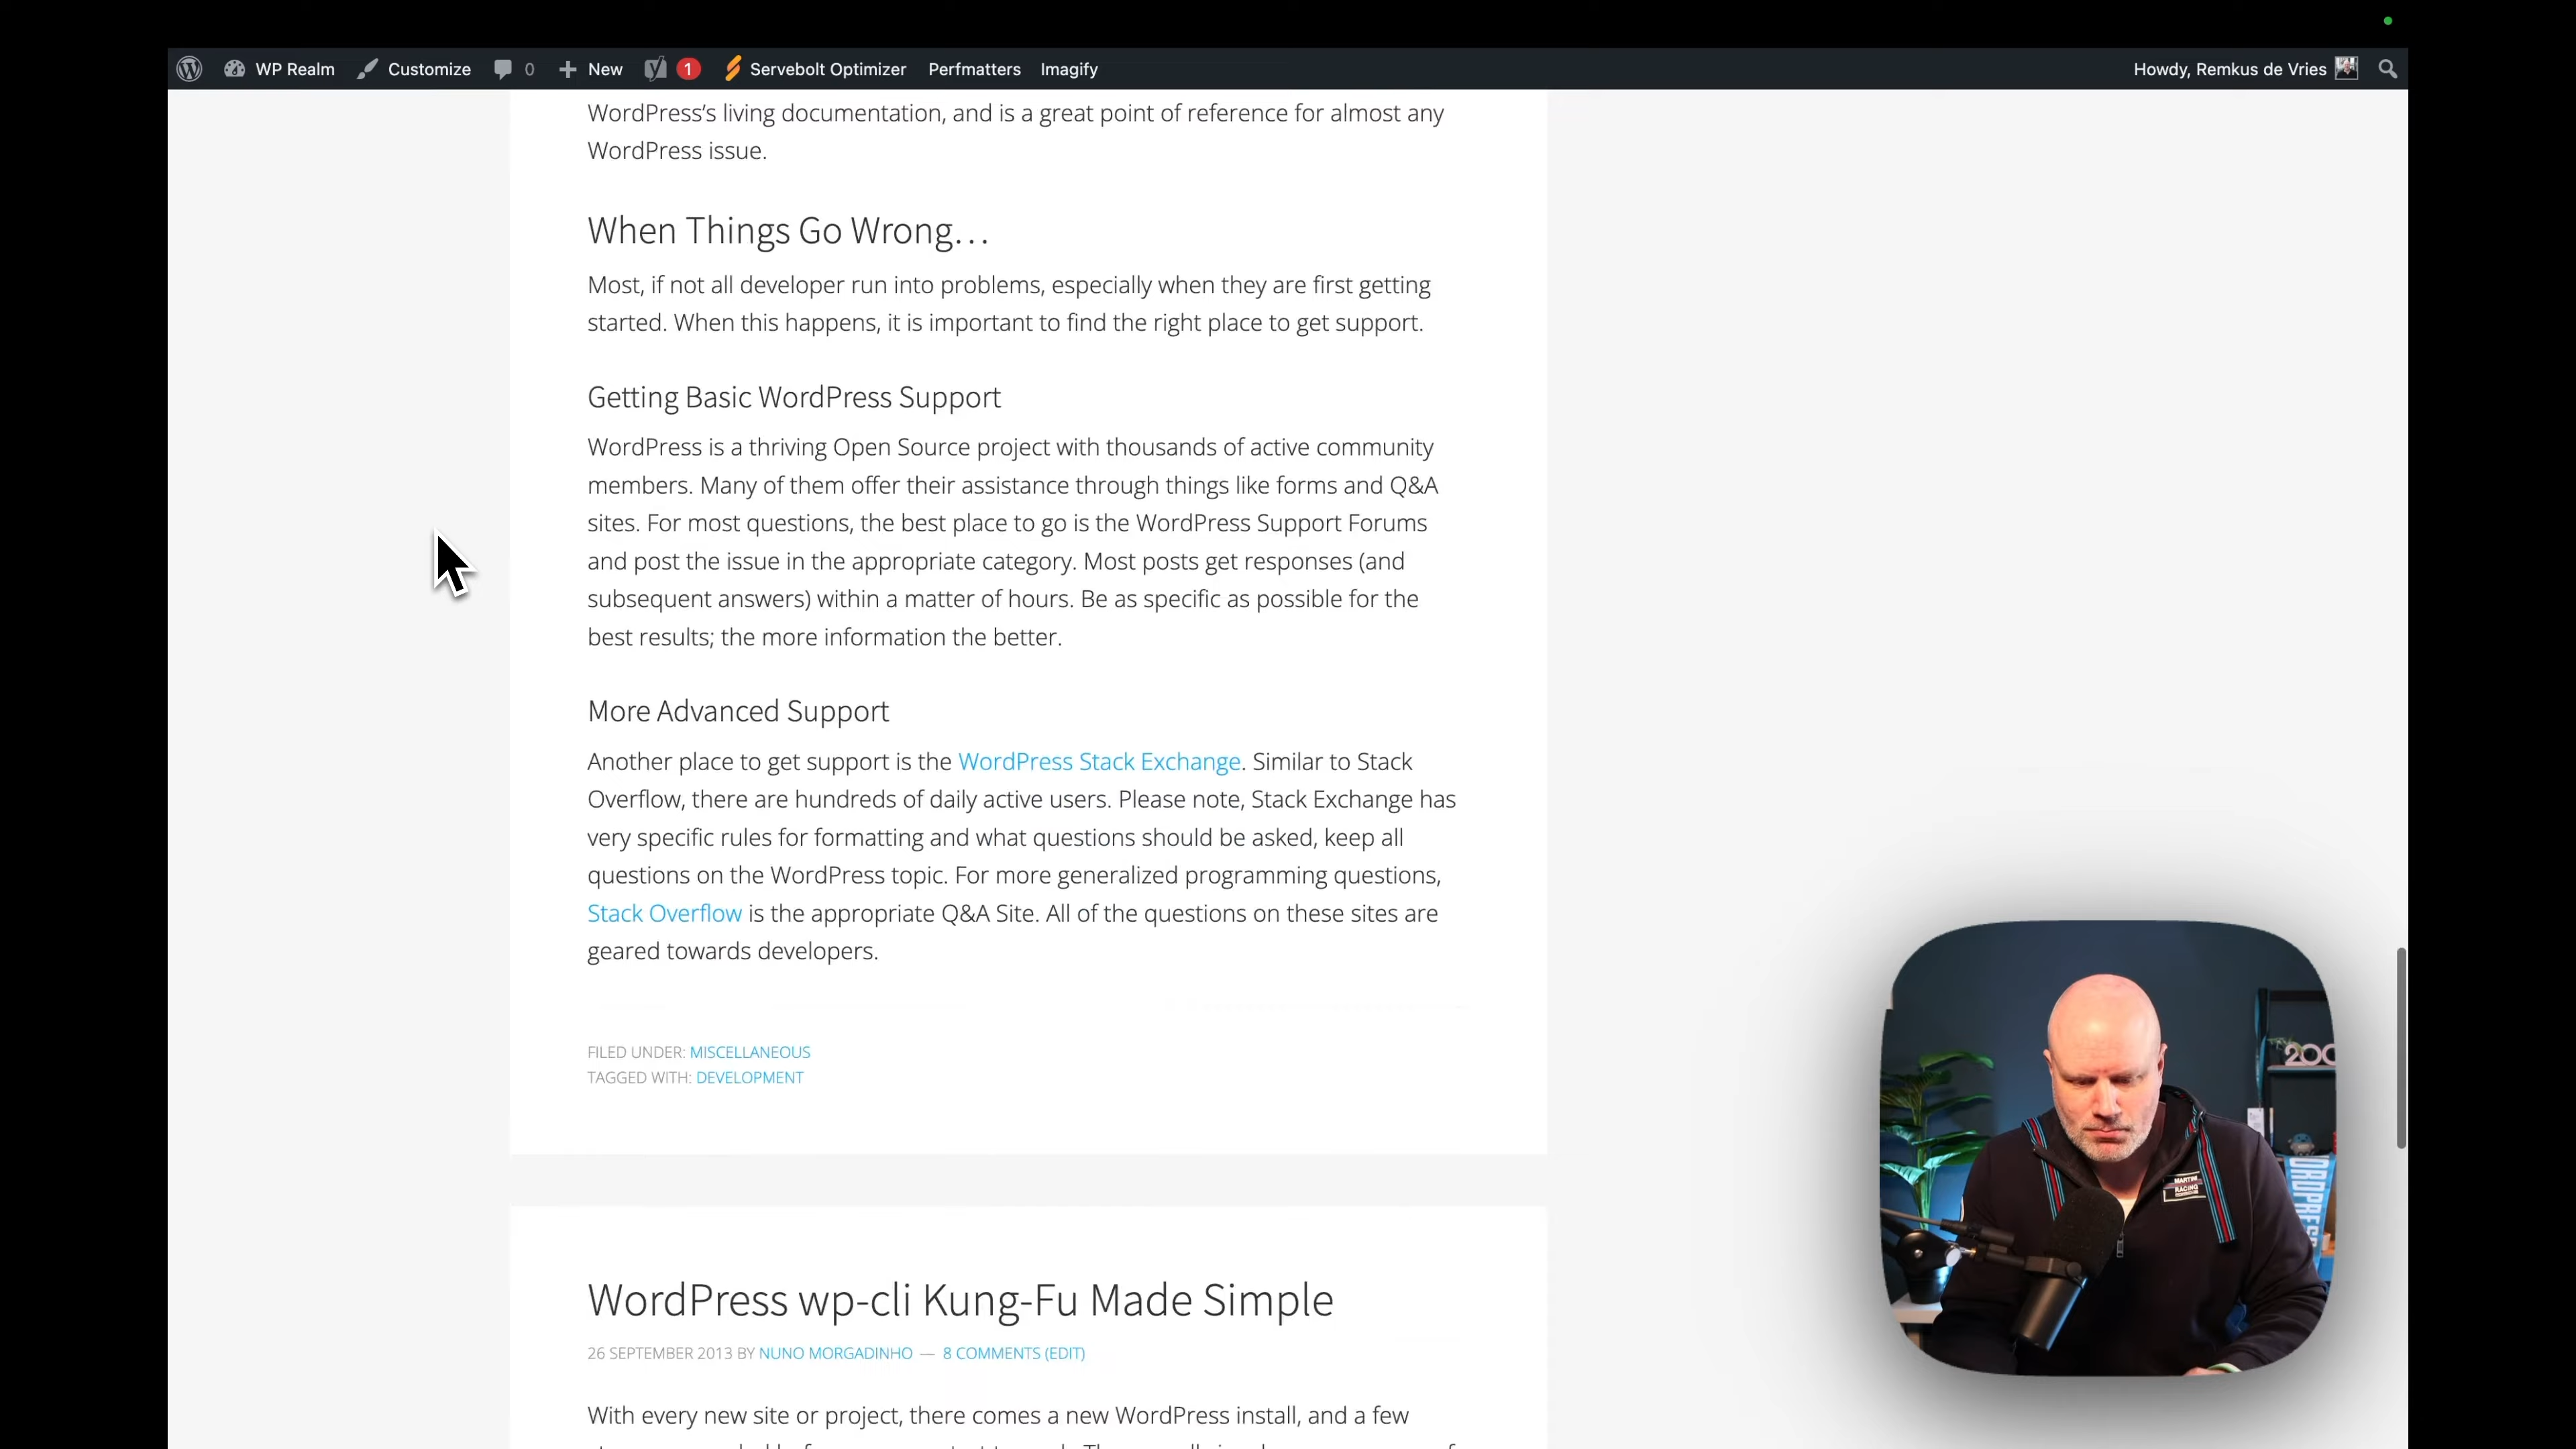 WP Realm Customize 0 New 1 Servebolt Optimizer Perfmatters Imagify Howdy, Remkus de Vries
WordPress’s living documentation, and is a great point of reference for almost any
WordPress issue.
When Things Go Wrong…
Most, if not all developer run into problems, especially when they are first getting
started. When this happens, it is important to find the right place to get support.
Getting Basic WordPress Support
WordPress is a thriving Open Source project with thousands of active community
members. Many of them offer their assistance through things like forms and Q&A
sites. For most questions, the best place to go is the WordPress Support Forums
and post the issue in the appropriate category. Most posts get responses (and
subsequent answers) within a matter of hours. Be as specific as possible for the
best results; the more information the better.
More Advanced Support
Another place to get support is the WordPress Stack Exchange. Similar to Stack
Overflow, there are hundreds of daily active users. Please note, Stack Exchange has
very specific rules for formatting and what questions should be asked, keep all
questions on the WordPress topic. For more generalized programming questions,
Stack Overflow is the appropriate Q&A Site. All of the questions on these sites are
geared towards developers.
FILED UNDER: MISCELLANEOUS
TAGGED WITH: DEVELOPMENT
WordPress wp-cli Kung-Fu Made Simple
26 SEPTEMBER 2013 BY NUNO MORGADINHO — 8 COMMENTS (EDIT)
With every new site or project, there comes a new WordPress install, and a few
200
MARTINI
RACING